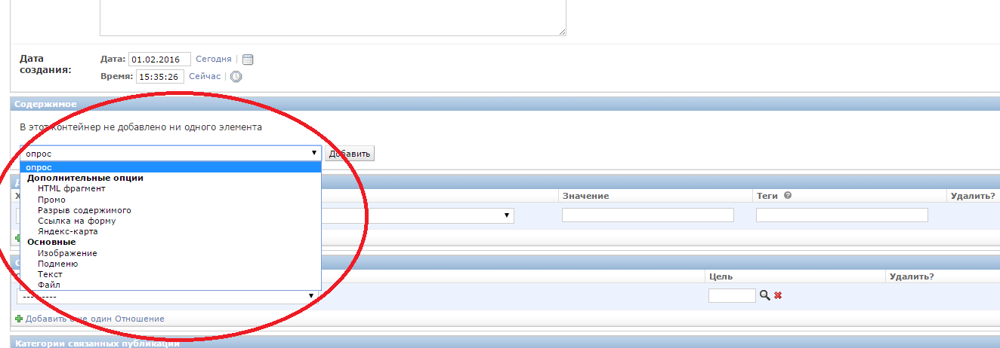 Дата создания:
Дата: 01.02.2016 Сегодня |
Время: 15:35:26 Сейчас |
Содержимое
В этот контейнер не добавлено ни одного элемента
опрос Добавить
опрос
Дополнительные опции
HTML фрагмент
Промо
Разрыв содержимого
Ссылка на форму
Яндекс-карта
Основные
Изображение
Подменю
Текст
Файл
Значение Теги Удалить?
Цель Удалить?
Добавить еще один Отношение
Категории связанных публикаций